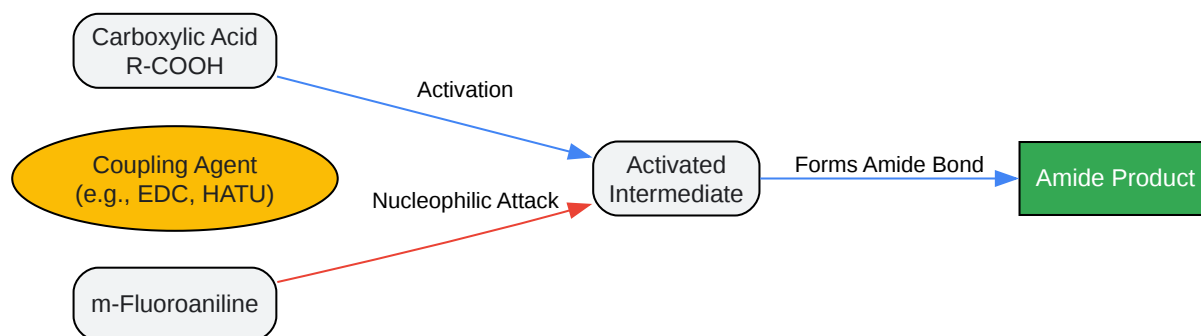 Carboxylic Acid
R-COOH
Activation
Coupling Agent
(e.g., EDC, HATU)
Activated
Intermediate
Forms Amide Bond
Amide Product
Nucleophilic Attack
m-Fluoroaniline